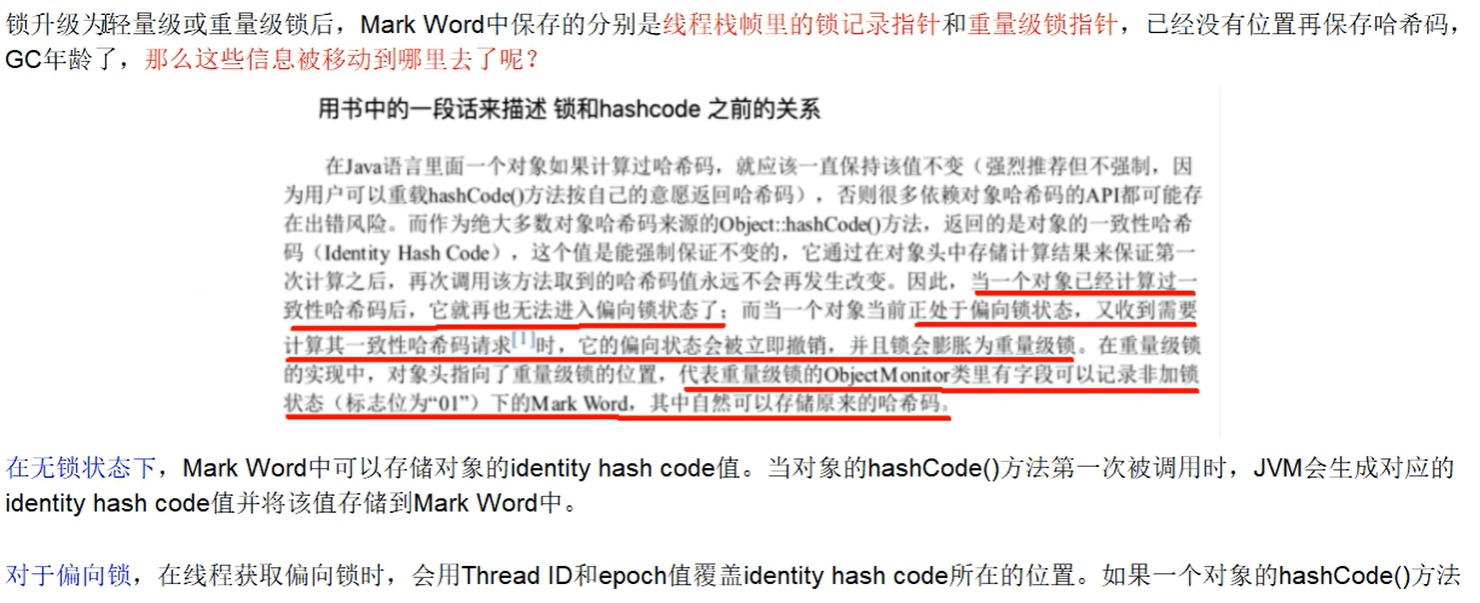 锁升级为轻量级或重量级锁后，Mark Word中保存的分别是线程栈帧里的锁记录指针和重量级锁指针，已经没有位置再保存哈希码，
GC年龄了，那么这些信息被移动到哪里去了呢？
用书中的一段话来描述 锁和hashcode 之前的关系
在Java语言里面一个对象如果计算过哈希码，就应该一直保持该值不变（强烈推荐但不强制，因
为用户可以重载hashCode()方法按自己的意愿返回哈希码），否则很多依赖对象哈希码的API都可能存
在出错风险。而作为绝大多数对象哈希码来源的Object::hashCode()方法，返回的是对象的一致性哈希
码（Identity Hash Code），这个值是能强制保证不变的，它通过在对象头中存储计算结果来保证第一
次计算之后，再次调用该方法取到的哈希码值永远不会再发生改变。因此，当一个对象已经计算过一
致性哈希码后，它就再也无法进入偏向锁状态了；而当一个对象当前正处于偏向锁状态，又收到需要
计算其一致性哈希码请求[1]时，它的偏向状态会被立即撤销，并且锁会膨胀为重量级锁。在重量级锁
的实现中，对象头指向了重量级锁的位置，代表重量级锁的ObjectMonitor类里有字段可以记录非加锁
状态（标志位为“01”）下的Mark Word，其中自然可以存储原来的哈希码。
在无锁状态下，Mark Word中可以存储对象的identity hash code值。当对象的hashCode()方法第一次被调用时，JVM会生成对应的
identity hash code值并将该值存储到Mark Word中。
对于偏向锁，在线程获取偏向锁时，会用Thread ID和epoch值覆盖identity hash code所在的位置。如果一个对象的hashCode()方法